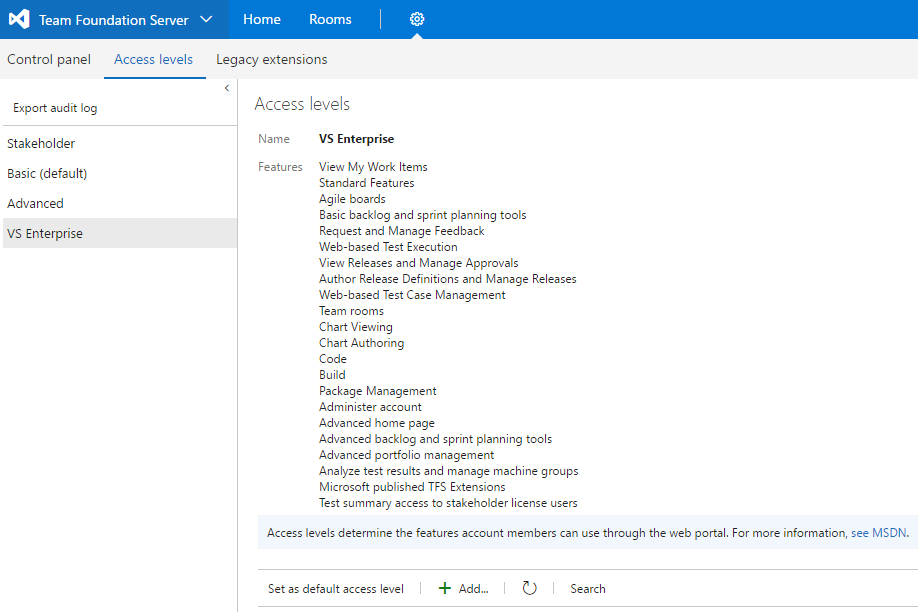 Team Foundation Server Home Rooms
Control panel Access levels Legacy extensions
Export audit log
Stakeholder
Basic (default)
Advanced
VS Enterprise
Access levels
Name VS Enterprise
Features View My Work Items
Standard Features
Agile boards
Basic backlog and sprint planning tools
Request and Manage Feedback
Web-based Test Execution
View Releases and Manage Approvals
Author Release Definitions and Manage Releases
Web-based Test Case Management
Team rooms
Chart Viewing
Chart Authoring
Code
Build
Package Management
Administer account
Advanced home page
Advanced backlog and sprint planning tools
Advanced portfolio management
Analyze test results and manage machine groups
Microsoft published TFS Extensions
Test summary access to stakeholder license users
Access levels determine the features account members can use through the web portal. For more information, see MSDN.
Set as default access level Add... Search